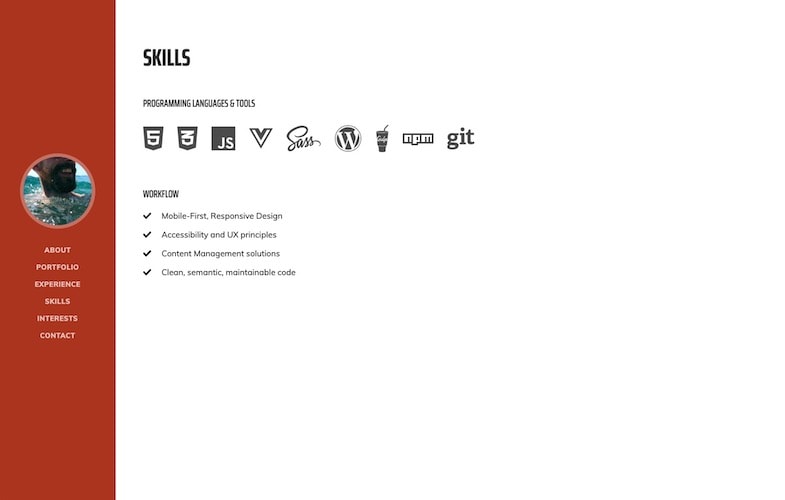 ABOUT
PORTFOLIO
EXPERIENCE
SKILLS
INTERESTS
CONTACT
SKILLS
PROGRAMMING LANGUAGES & TOOLS
5 3 JS Sass W Gulp npm git
WORKFLOW
Mobile-First, Responsive Design
Accessibility and UX principles
Content Management solutions
Clean, semantic, maintainable code